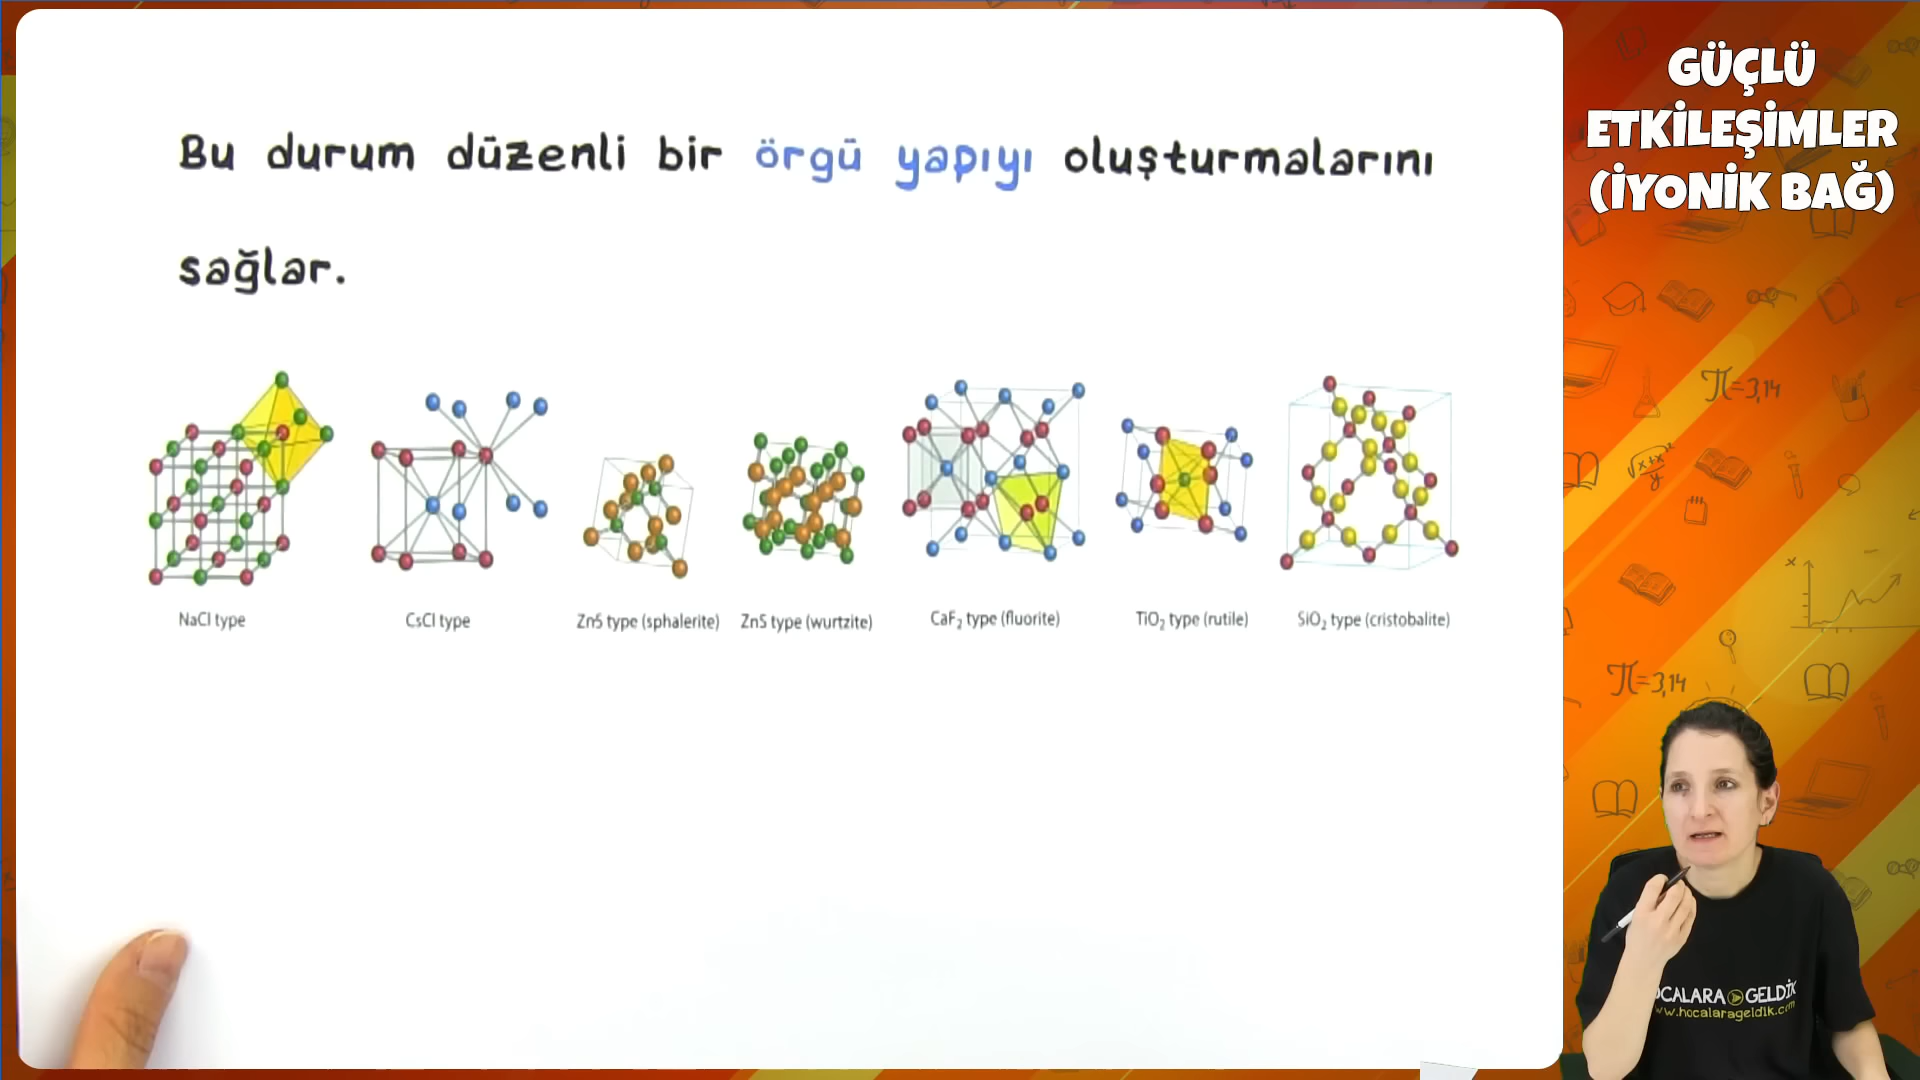 Bu durum düzenli bir örgü yapıyı oluşturmalarını
sağlar.
NaCl type
CsCl type
ZnS type (sphalerite)
ZnS type (wurtzite)
CaF₂ type (fluorite)
TiO₂ type (rutile)
SiO₂ type (cristobalite)
GÜÇLÜ
ETKİLEŞİMLER
(İYONİK BAĞ)
π=3,14
π=3,14
OCALARA GELDİK
www.hocalarageldik.com